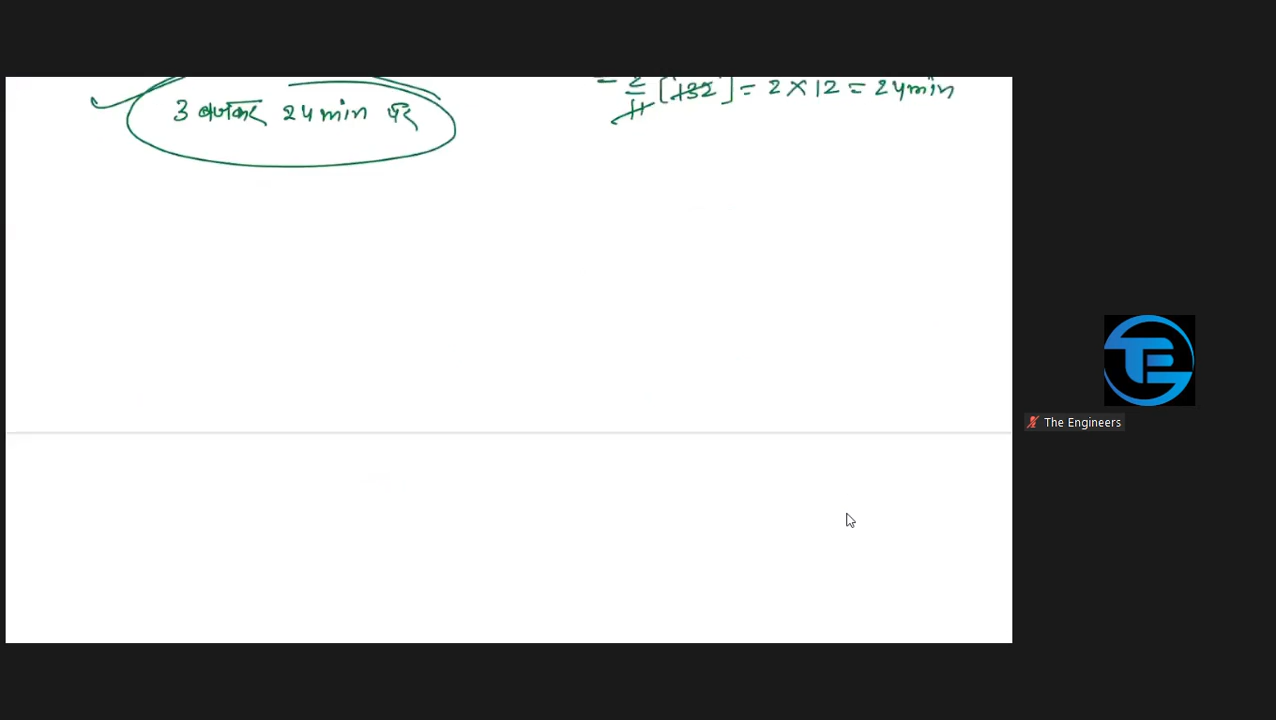 = 2/11 [132] = 2 × 12 = 24 min
3 बजकर 24 min पर
The Engineers